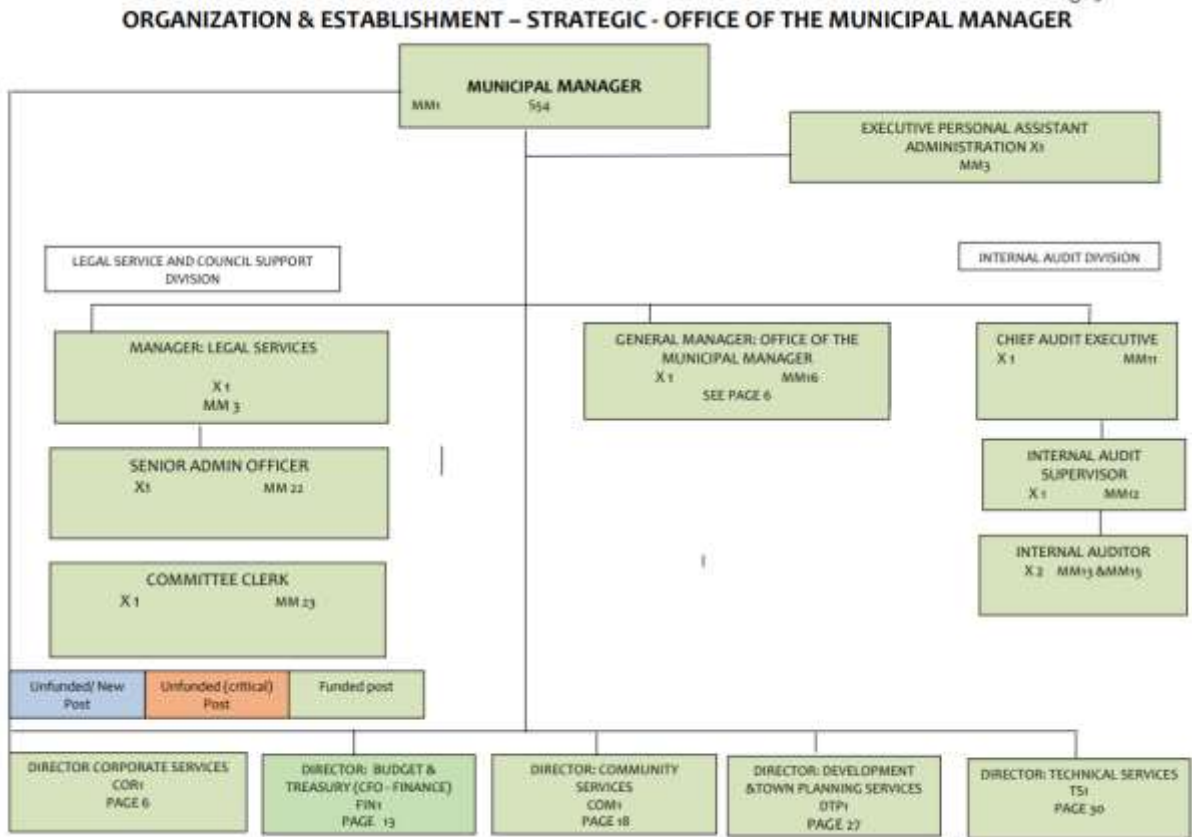 ORGANIZATION & ESTABLISHMENT – STRATEGIC - OFFICE OF THE MUNICIPAL MANAGER
MUNICIPAL MANAGER
MM1 S54
EXECUTIVE PERSONAL ASSISTANT
ADMINISTRATION X1
MM3
LEGAL SERVICE AND COUNCIL SUPPORT
DIVISION
INTERNAL AUDIT DIVISION
MANAGER: LEGAL SERVICES
X 1
MM 3
GENERAL MANAGER: OFFICE OF THE
MUNICIPAL MANAGER
X 1 MM16
SEE PAGE 6
CHIEF AUDIT EXECUTIVE
X 1 MM11
SENIOR ADMIN OFFICER
X1 MM 22
INTERNAL AUDIT
SUPERVISOR
X 1 MM12
COMMITTEE CLERK
X 1 MM 23
INTERNAL AUDITOR
X 2 MM13 &MM15
Unfunded/ New
Post
Unfunded (critical)
Post
Funded post
DIRECTOR CORPORATE SERVICES
COR1
PAGE 6
DIRECTOR: BUDGET &
TREASURY (CFO - FINANCE)
FIN1
PAGE 13
DIRECTOR: COMMUNITY
SERVICES
COM1
PAGE 18
DIRECTOR: DEVELOPMENT
&TOWN PLANNING SERVICES
DTP1
PAGE 27
DIRECTOR: TECHNICAL SERVICES
TS1
PAGE 30